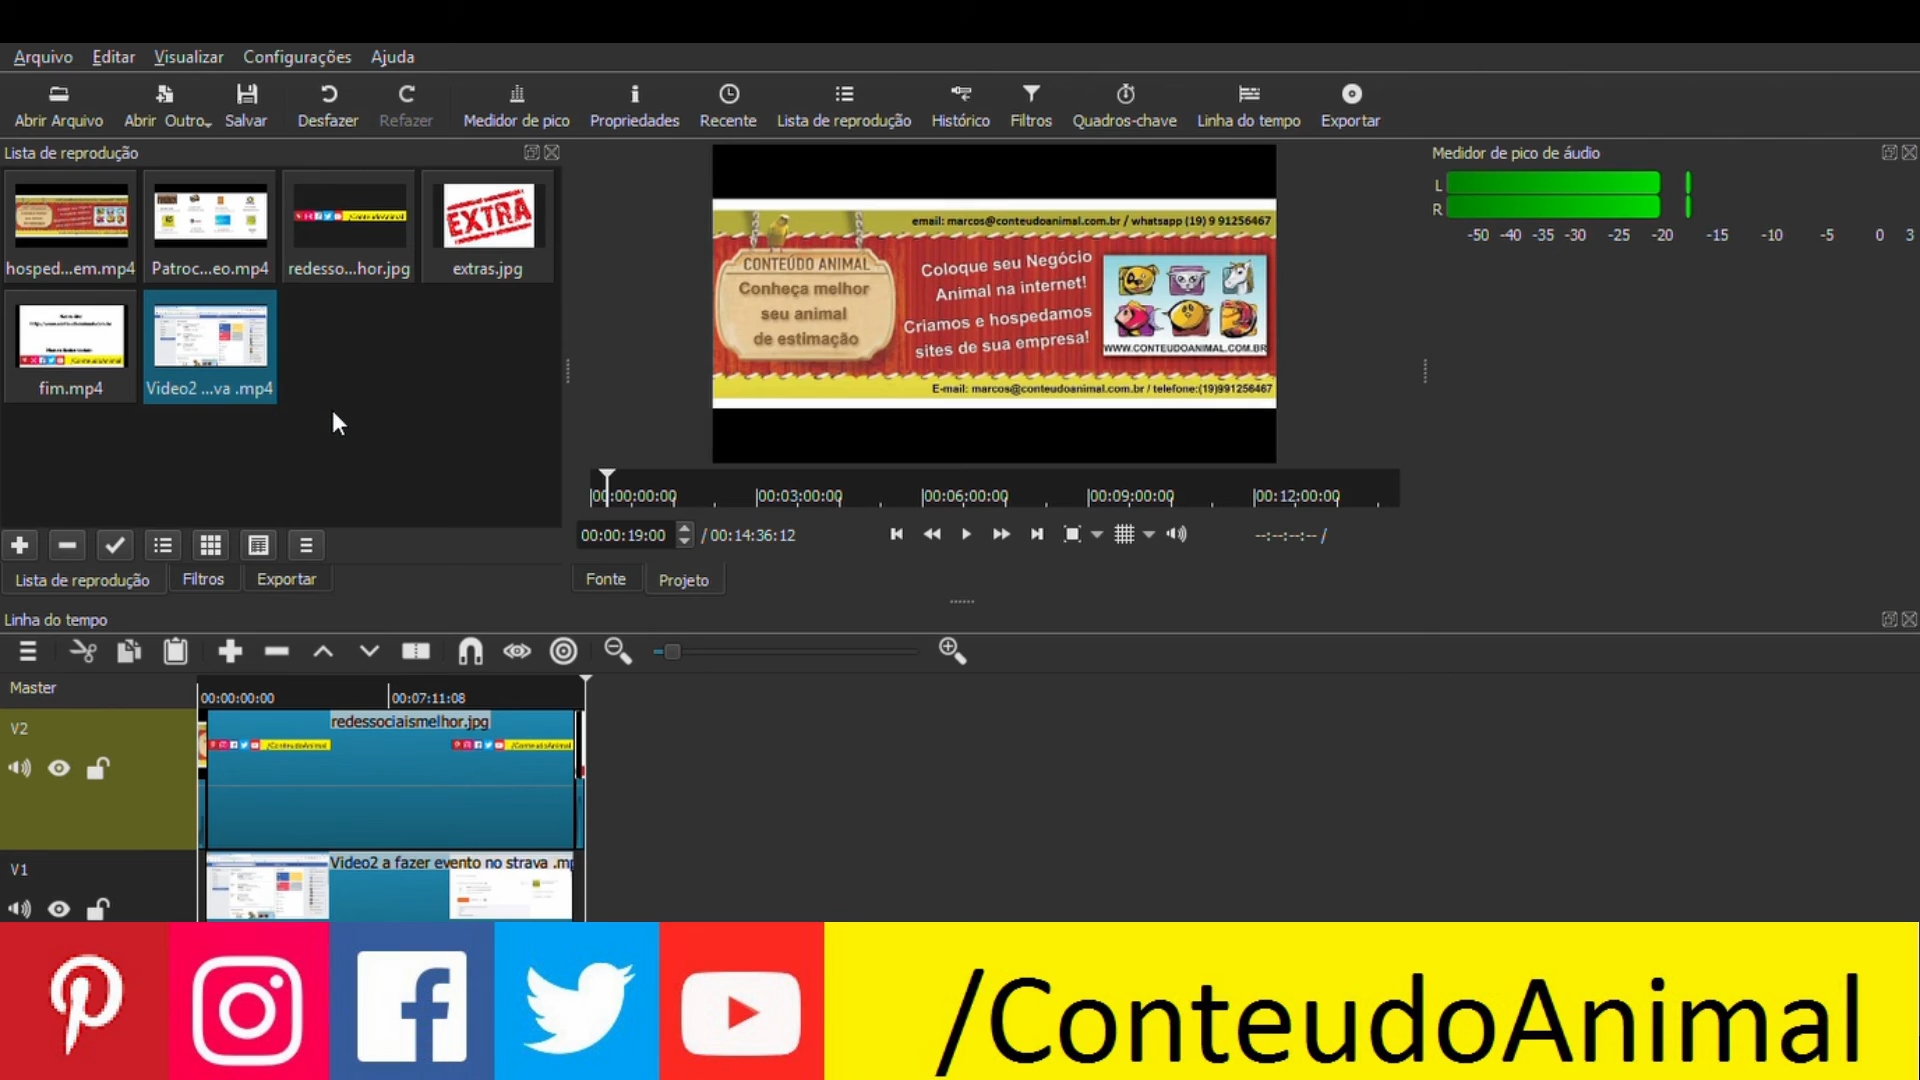 Arquivo Editar Visualizar Configurações Ajuda
Abrir Arquivo Abrir Outro Salvar Desfazer Refazer Medidor de pico Propriedades Recente Lista de reprodução Histórico Filtros Quadros-chave Linha do tempo Exportar
Lista de reprodução
hosped...em.mp4 Patroc...eo.mp4 redesso...hor.jpg extras.jpg
EXTRA
fim.mp4 Video2 ...va .mp4
Lista de reprodução Filtros Exportar
email: marcos@conteudoanimal.com.br / whatsapp (19) 9 91256467
CONTEÚDO ANIMAL
Conheça melhor
seu animal
de estimação
Coloque seu Negócio
Animal na internet!
Criamos e hospedamos
sites de sua empresa!
WWW.CONTEUDOANIMAL.COM.BR
E-mail: marcos@conteudoanimal.com.br / telefone:(19)991256467
00:00:00:00 00:03:00:00 00:06:00:00 00:09:00:00 00:12:00:00
00:00:19:00 / 00:14:36:12 --:--:--:-- /
Fonte Projeto
Medidor de pico de áudio
L
R
-50 -40 -35 -30 -25 -20 -15 -10 -5 0 3
Linha do tempo
Master
00:00:00:00 00:07:11:08
V2
redessociaismelhor.jpg
/ConteudoAnimal /ConteudoAnimal
V1
Video2 a fazer evento no strava .mp
/ConteudoAnimal